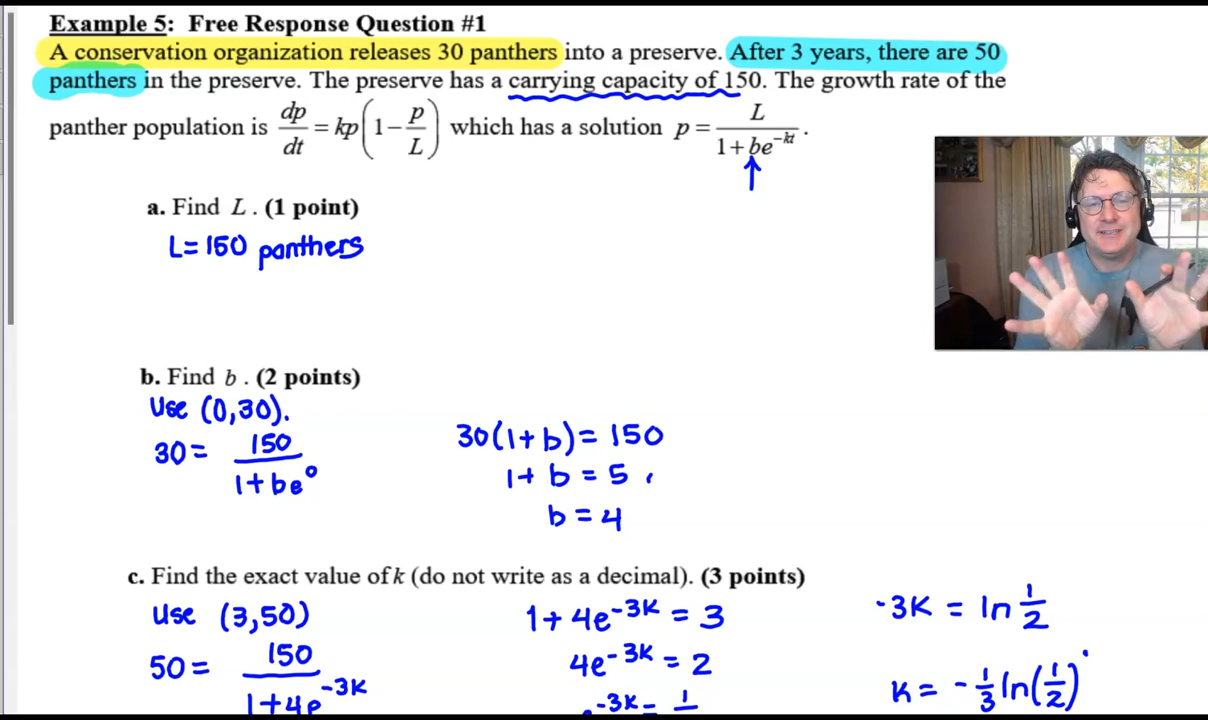 Example 5: Free Response Question #1
A conservation organization releases 30 panthers into a preserve. After 3 years, there are 50
panthers in the preserve. The preserve has a carrying capacity of 150. The growth rate of the
panther population is dp/dt = kp(1 − p/L) which has a solution p = L/(1 + be^(−kt)).
a. Find L. (1 point)
L = 150 panthers
b. Find b. (2 points)
Use (0,30).
30 = 150/(1 + be^0)
30(1 + b) = 150
1 + b = 5
b = 4
c. Find the exact value of k (do not write as a decimal). (3 points)
Use (3,50)
50 = 150/(1 + 4e^(−3K))
1 + 4e^(−3K) = 3
4e^(−3K) = 2
-3K = ln 1/2
K = −1/3 ln(1/2)